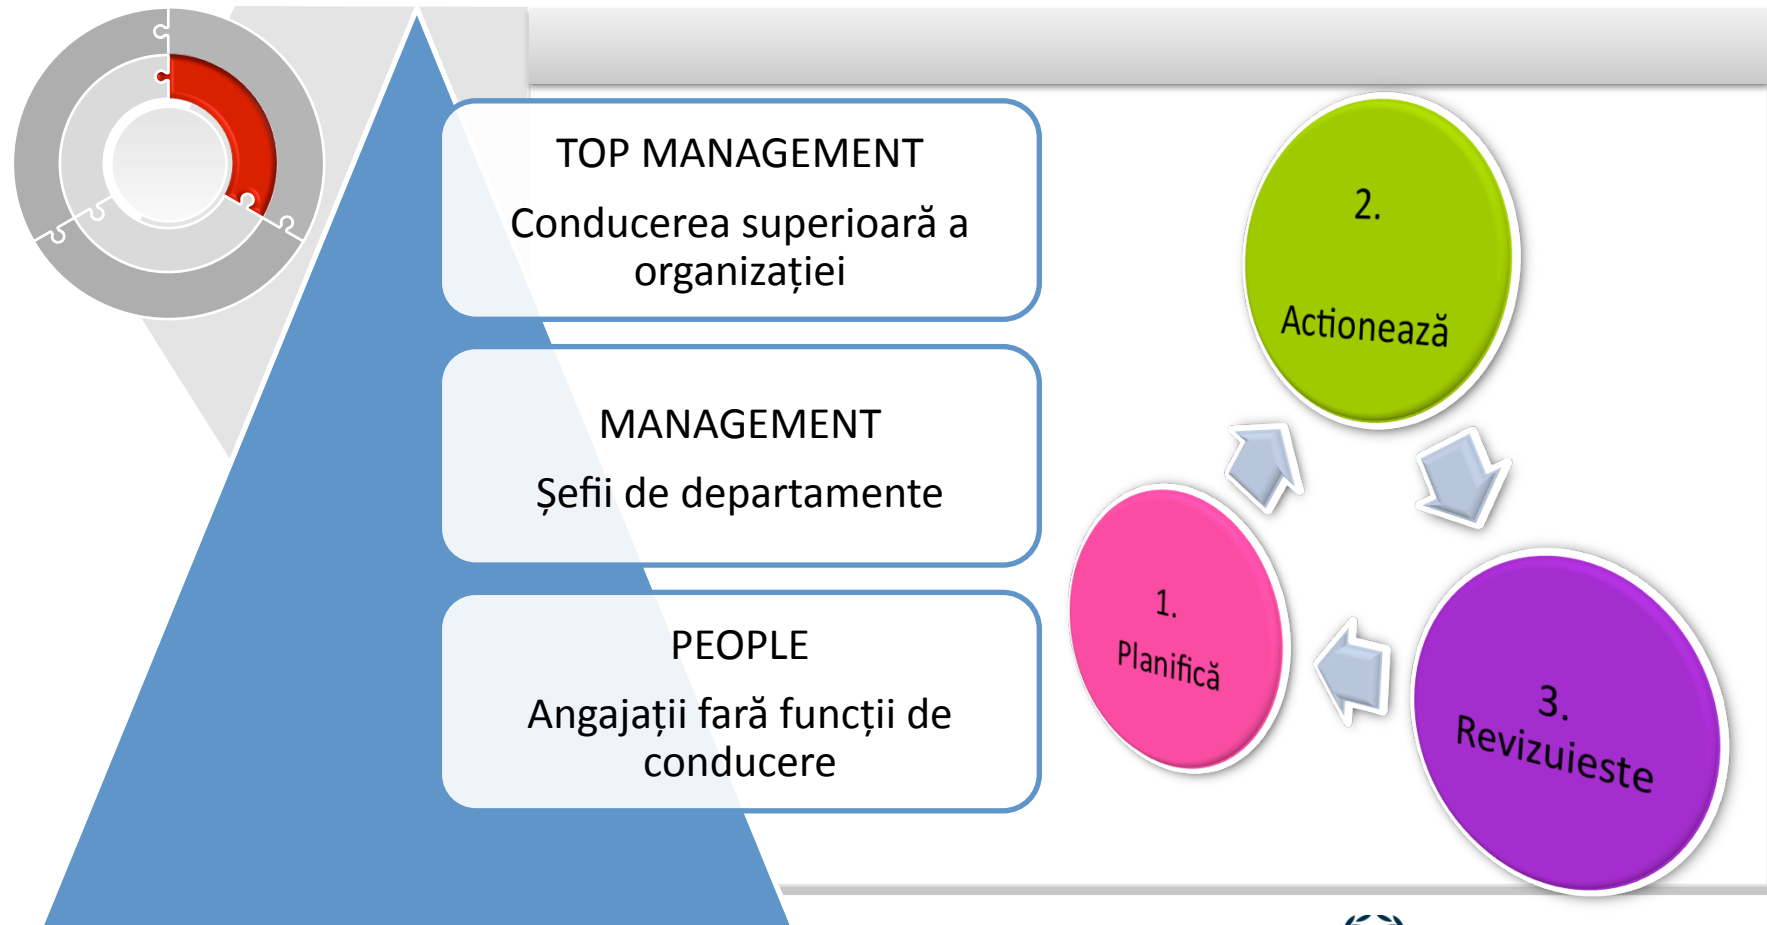 TOP MANAGEMENT
Conducerea superioară a
organizației
MANAGEMENT
Șefii de departamente
PEOPLE
Angajații fară funcții de
conducere
2.
Actionează
1.
Planifică
3.
Revizuieste